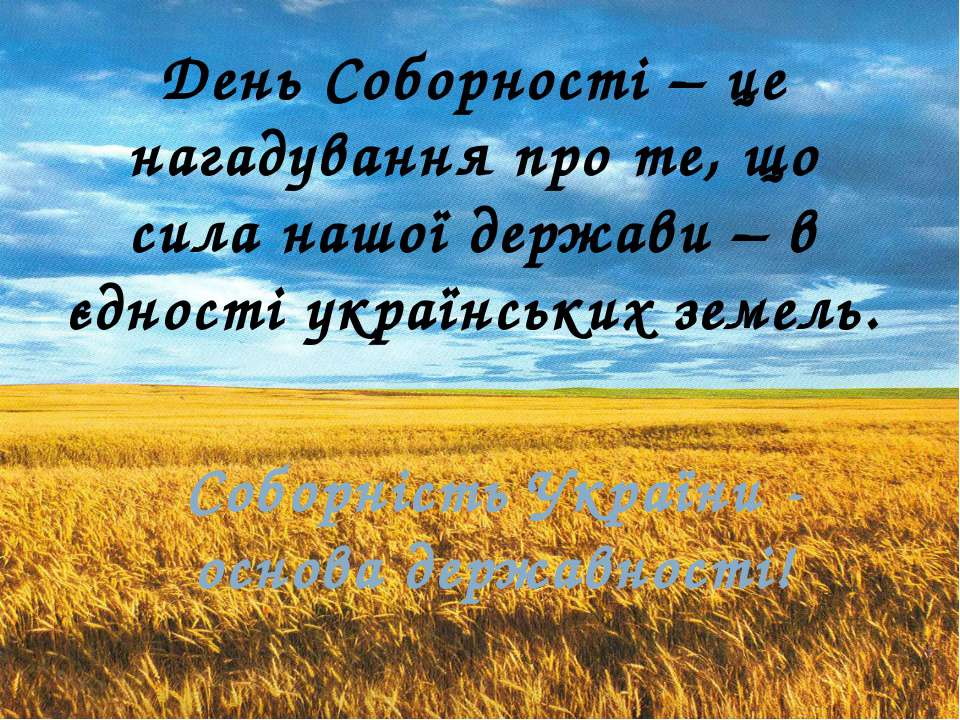 День Соборності – це
нагадування про те, що
сила нашої держави – в
єдності українських земель.
Соборність України -
основа державності!